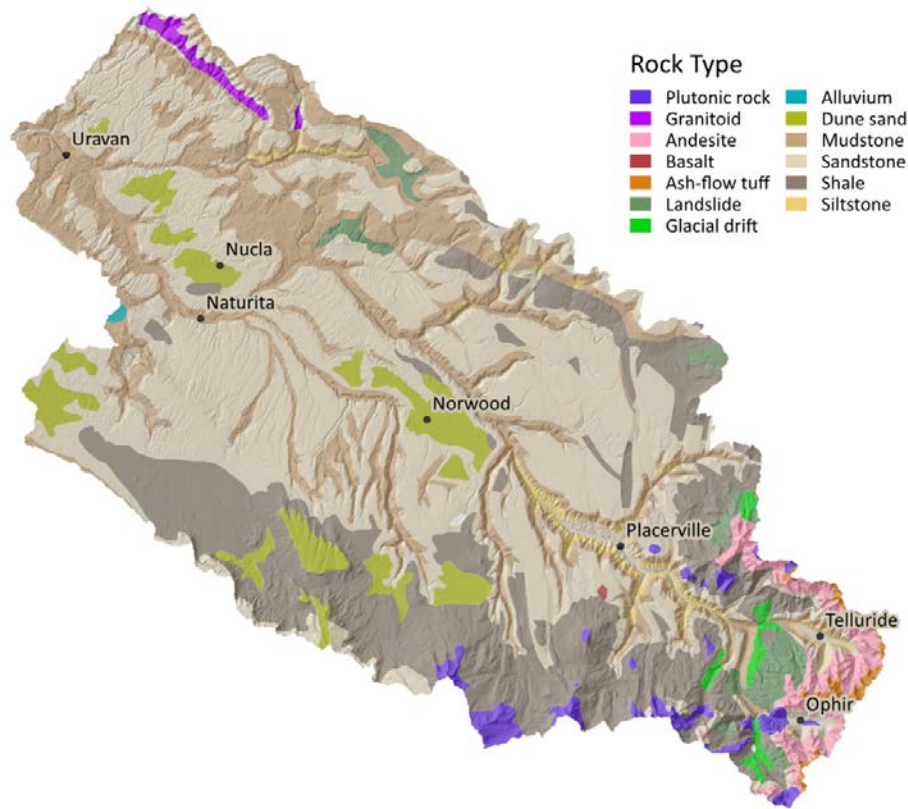 Rock Type
Plutonic rock
Granitoid
Andesite
Basalt
Ash-flow tuff
Landslide
Glacial drift
Alluvium
Dune sand
Mudstone
Sandstone
Shale
Siltstone
Uravan
Nucla
Naturita
Norwood
Placerville
Telluride
Ophir